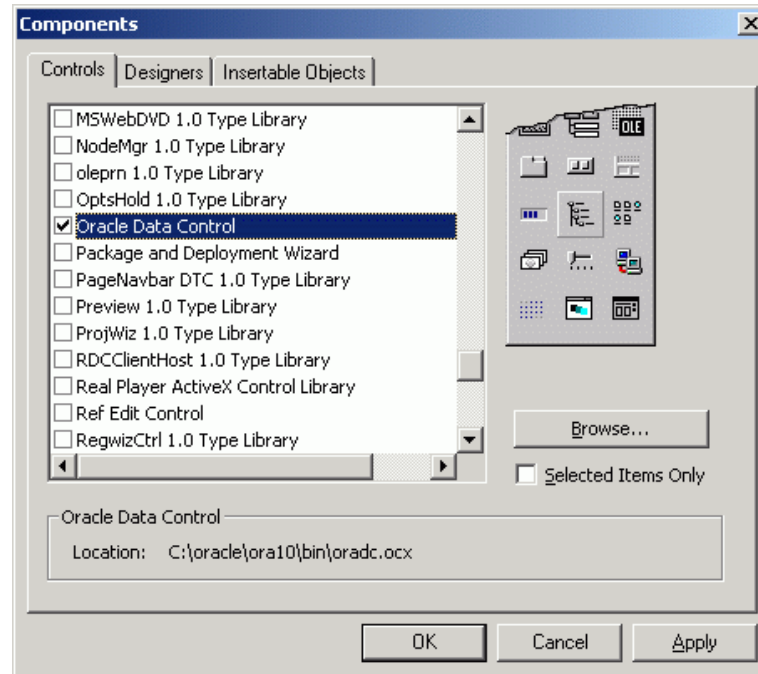 Components
Controls
Designers
Insertable Objects
MSWebDVD 1.0 Type Library
NodeMgr 1.0 Type Library
oleprn 1.0 Type Library
OptsHold 1.0 Type Library
Oracle Data Control
Package and Deployment Wizard
PageNavbar DTC 1.0 Type Library
Preview 1.0 Type Library
ProjWiz 1.0 Type Library
RDCClientHost 1.0 Type Library
Real Player ActiveX Control Library
Ref Edit Control
RegwizCtrl 1.0 Type Library
OLE
Browse...
Selected Items Only
Oracle Data Control
Location: C:\oracle\ora10\bin\oradc.ocx
OK
Cancel
Apply